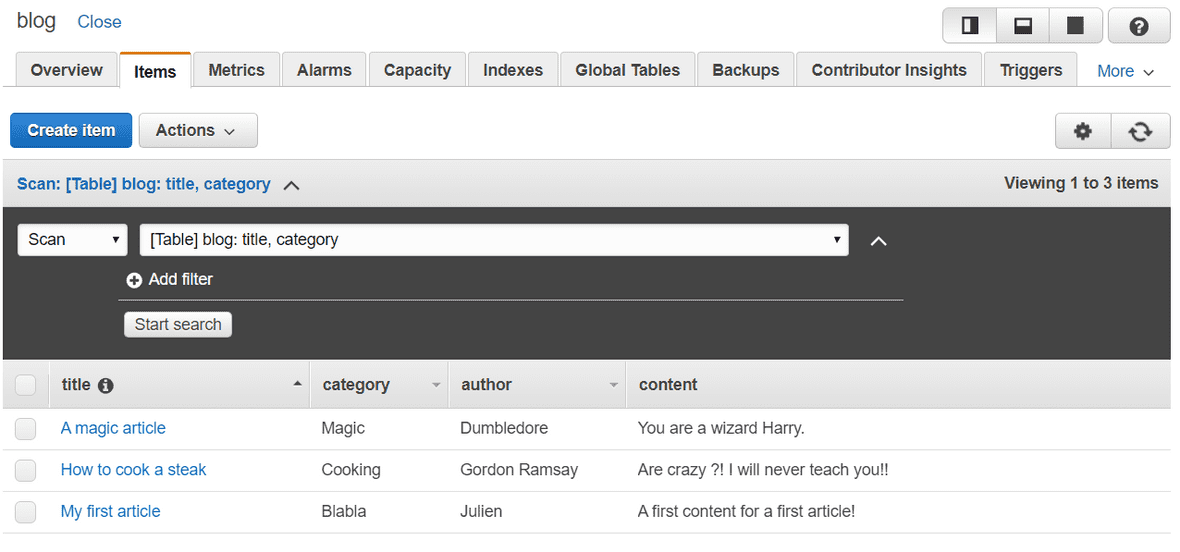 blog Close
Overview Items Metrics Alarms Capacity Indexes Global Tables Backups Contributor Insights Triggers More
Create item Actions
Scan: [Table] blog: title, category Viewing 1 to 3 items
Scan [Table] blog: title, category
Add filter
Start search
title category author content
A magic article Magic Dumbledore You are a wizard Harry.
How to cook a steak Cooking Gordon Ramsay Are crazy ?! I will never teach you!!
My first article Blabla Julien A first content for a first article!